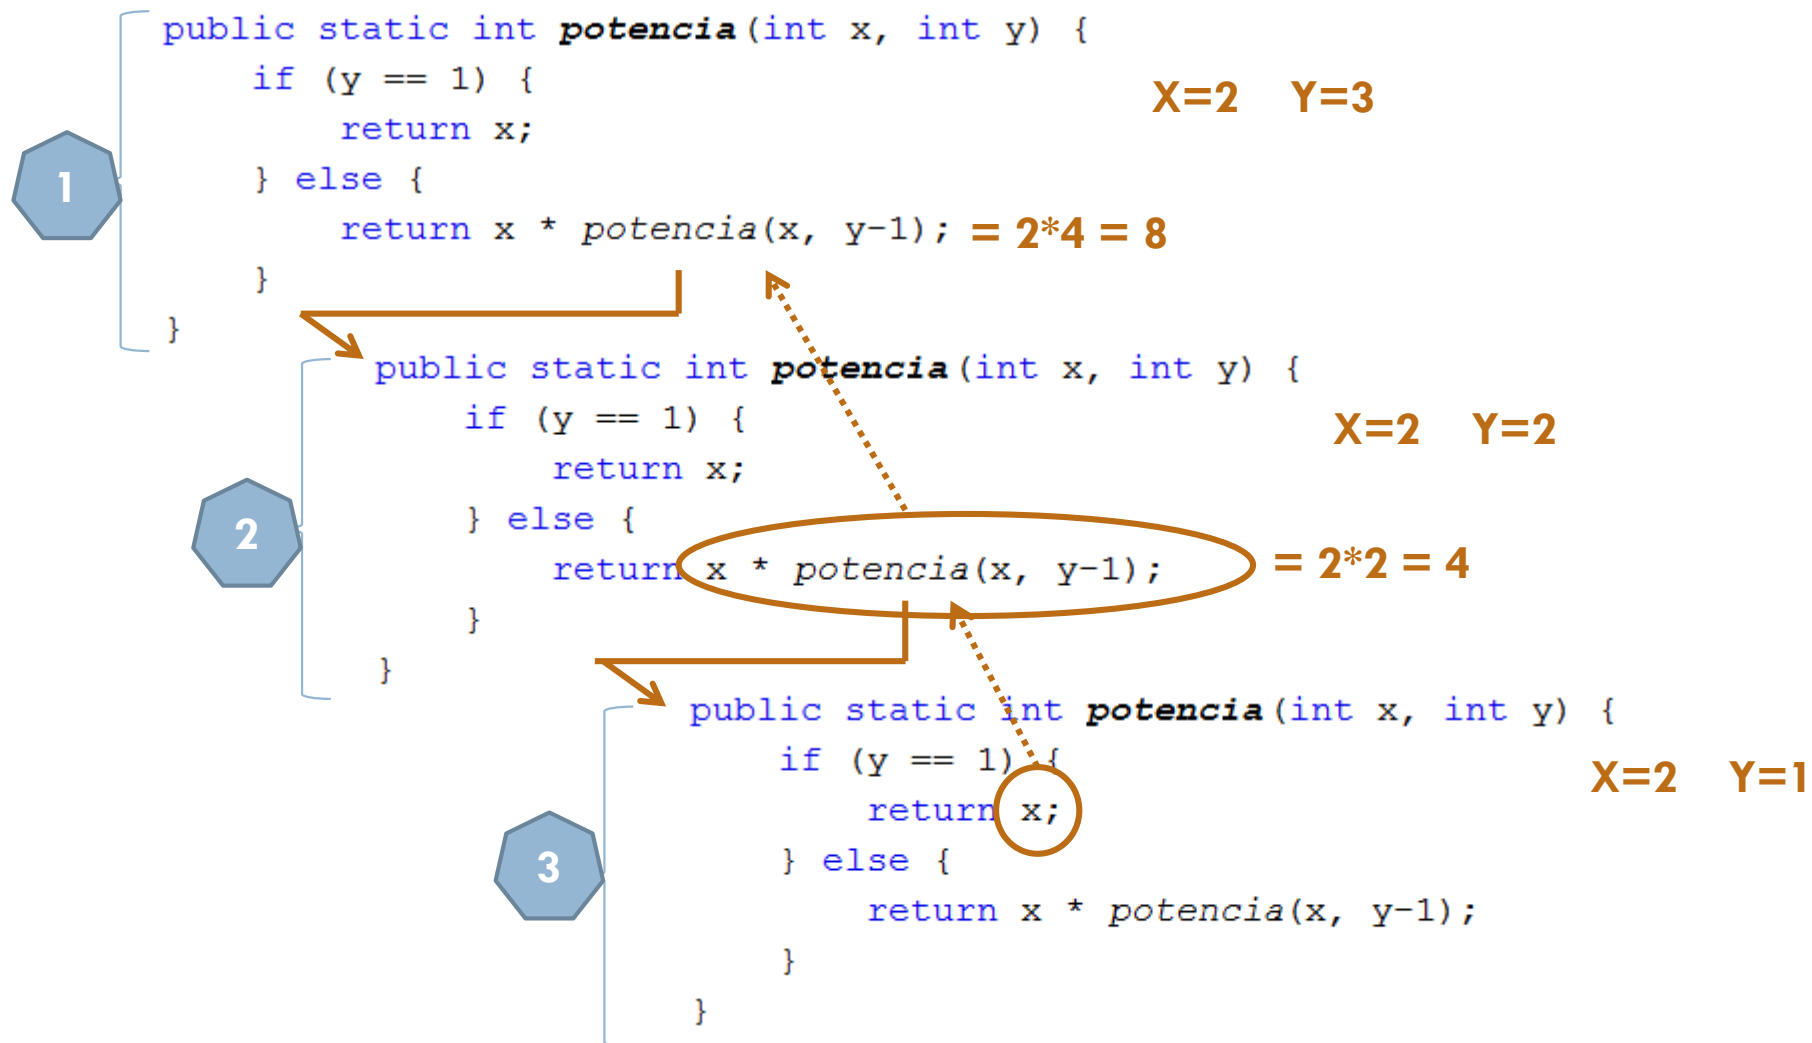 public static int potencia(int x, int y) {
if (y == 1) {
X=2 Y=3
return x;
1
} else {
return x * potencia(x, y-1); = 2*4 = 8
}
}
public static int potencia(int x, int y) {
if (y == 1) {
X=2 Y=2
return x;
2
} else {
return x * potencia(x, y-1); = 2*2 = 4
}
}
public static int potencia(int x, int y) {
if (y == 1) {
X=2 Y=1
return x;
3
} else {
return x * potencia(x, y-1);
}
}